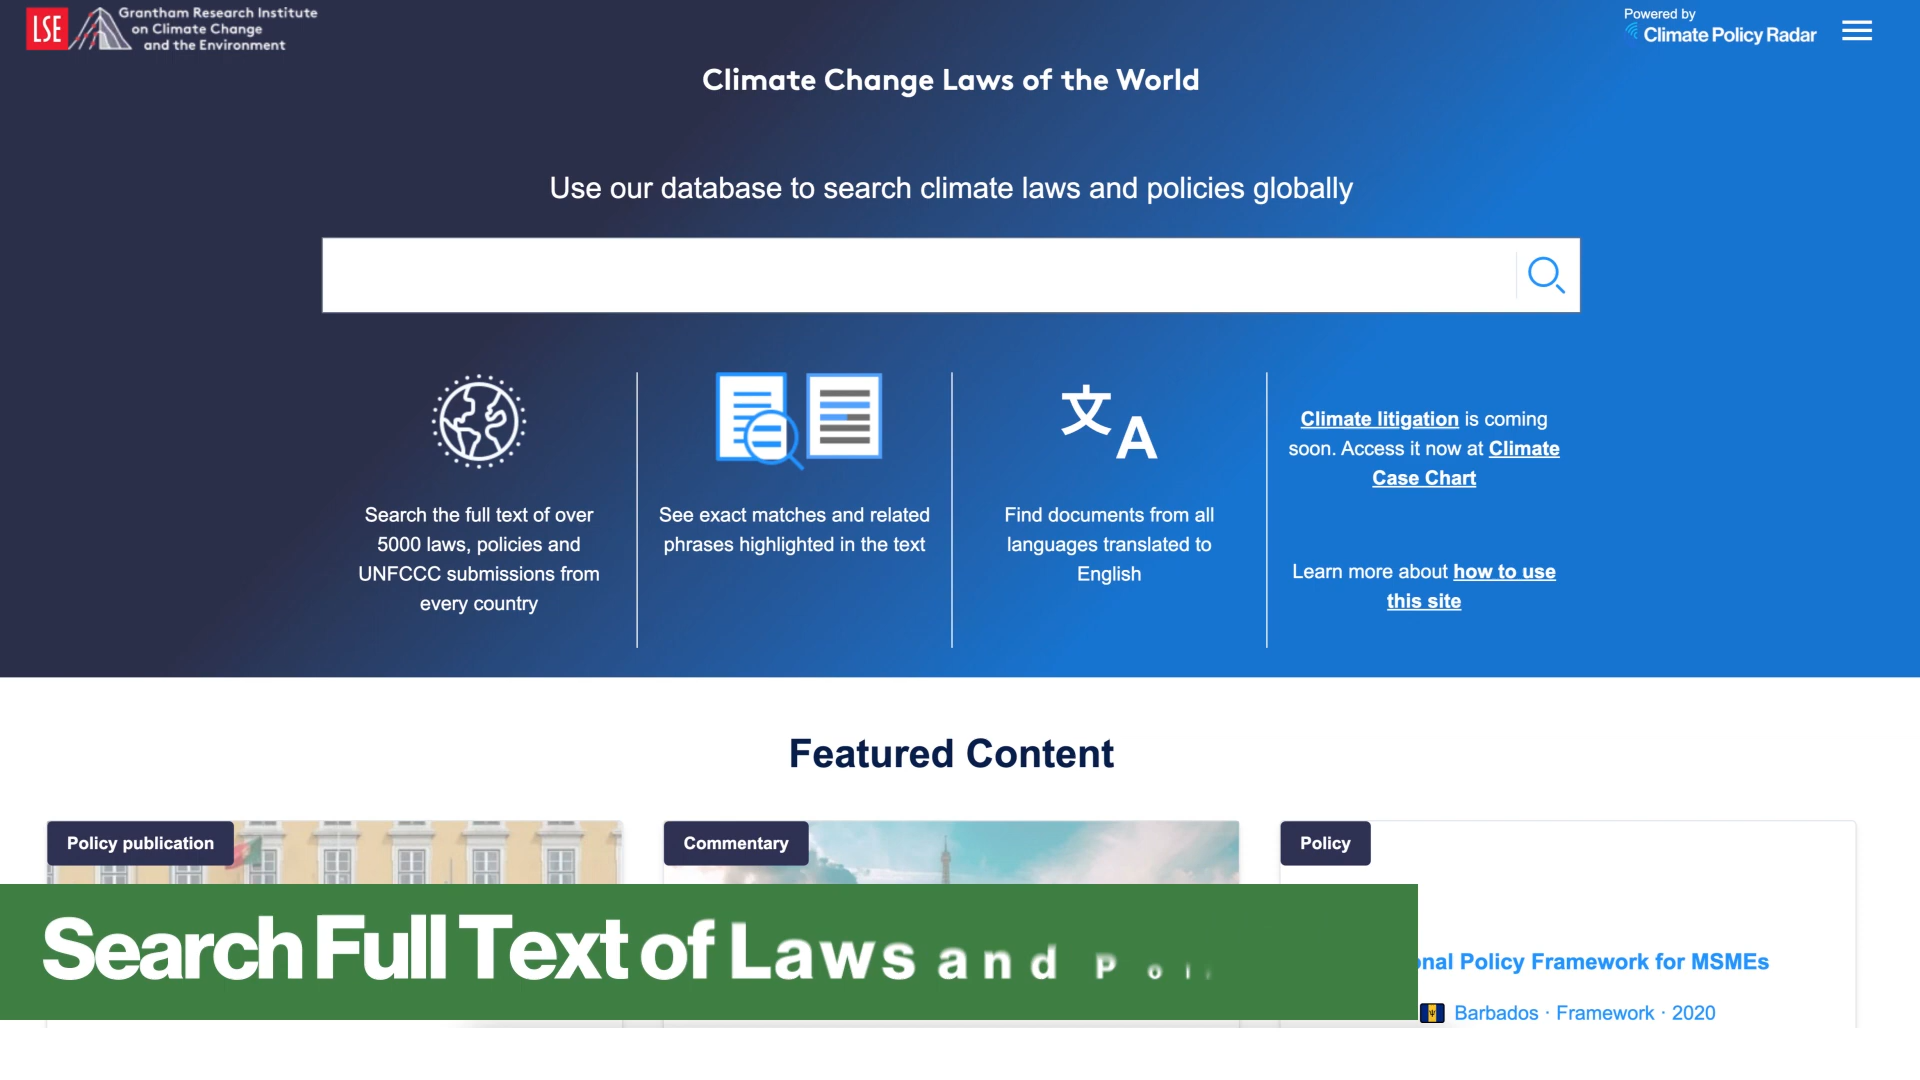 LSE
Grantham Research Institute
on Climate Change
and the Environment
Powered by
Climate Policy Radar
Climate Change Laws of the World
Use our database to search climate laws and policies globally
文A
Search the full text of over
5000 laws, policies and
UNFCCC submissions from
every country
See exact matches and related
phrases highlighted in the text
Find documents from all
languages translated to
English
Climate litigation is coming
soon. Access it now at Climate
Case Chart
Learn more about how to use
this site
Featured Content
Policy publication
Commentary
Policy
Search Full Text of Laws and
Policy Framework for MSMEs
Barbados · Framework · 2020